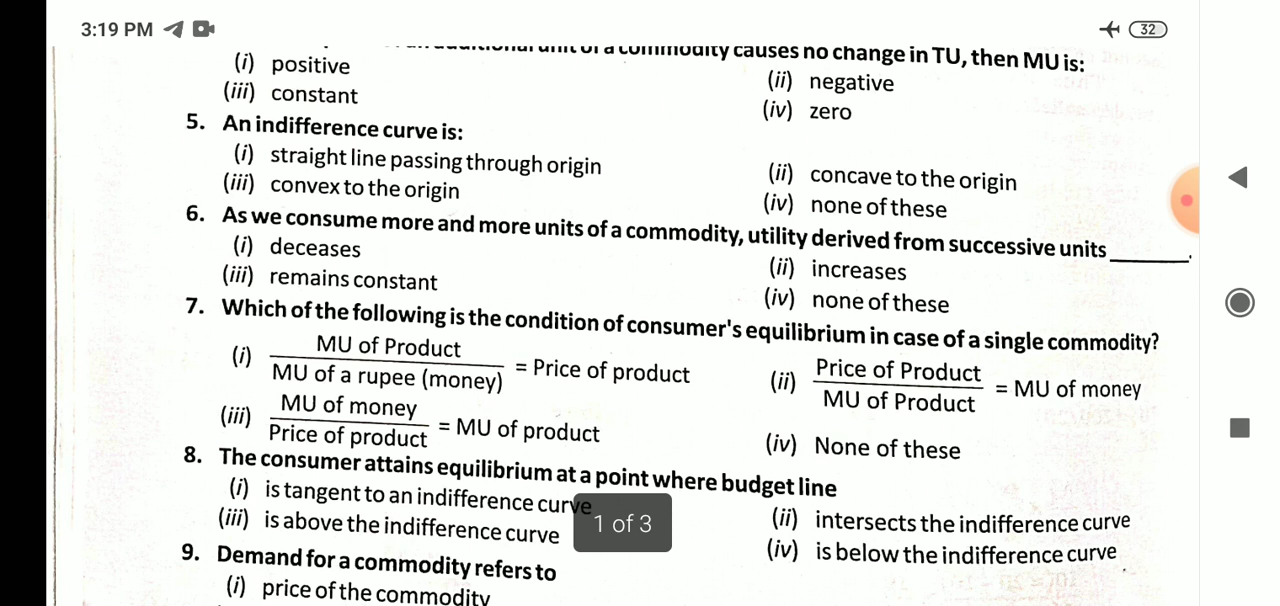 3:19 PM
32
unit of a commodity causes no change in TU, then MU is:
(i) positive (ii) negative
(iii) constant (iv) zero
5. An indifference curve is:
(i) straight line passing through origin (ii) concave to the origin
(iii) convex to the origin (iv) none of these
6. As we consume more and more units of a commodity, utility derived from successive units ________.
(i) deceases (ii) increases
(iii) remains constant (iv) none of these
7. Which of the following is the condition of consumer's equilibrium in case of a single commodity?
(i) MU of Product / MU of a rupee (money) = Price of product (ii) Price of Product / MU of Product = MU of money
(iii) MU of money / Price of product = MU of product (iv) None of these
8. The consumer attains equilibrium at a point where budget line
(i) is tangent to an indifference curve (ii) intersects the indifference curve
(iii) is above the indifference curve (iv) is below the indifference curve
1 of 3
9. Demand for a commodity refers to
(i) price of the commodity